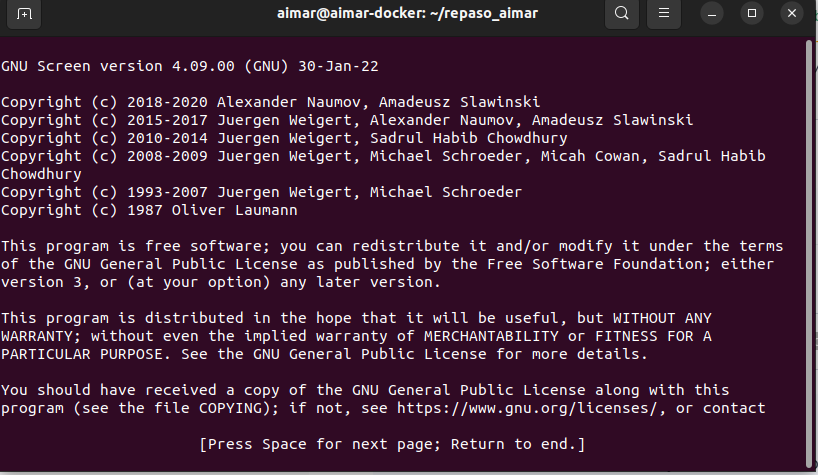 aimar@aimar-docker: ~/repaso_aimar
GNU Screen version 4.09.00 (GNU) 30-Jan-22
Copyright (c) 2018-2020 Alexander Naumov, Amadeusz Slawinski
Copyright (c) 2015-2017 Juergen Weigert, Alexander Naumov, Amadeusz Slawinski
Copyright (c) 2010-2014 Juergen Weigert, Sadrul Habib Chowdhury
Copyright (c) 2008-2009 Juergen Weigert, Michael Schroeder, Micah Cowan, Sadrul Habib
Chowdhury
Copyright (c) 1993-2007 Juergen Weigert, Michael Schroeder
Copyright (c) 1987 Oliver Laumann
This program is free software; you can redistribute it and/or modify it under the terms
of the GNU General Public License as published by the Free Software Foundation; either
version 3, or (at your option) any later version.
This program is distributed in the hope that it will be useful, but WITHOUT ANY
WARRANTY; without even the implied warranty of MERCHANTABILITY or FITNESS FOR A
PARTICULAR PURPOSE. See the GNU General Public License for more details.
You should have received a copy of the GNU General Public License along with this
program (see the file COPYING); if not, see https://www.gnu.org/licenses/, or contact
[Press Space for next page; Return to end.]